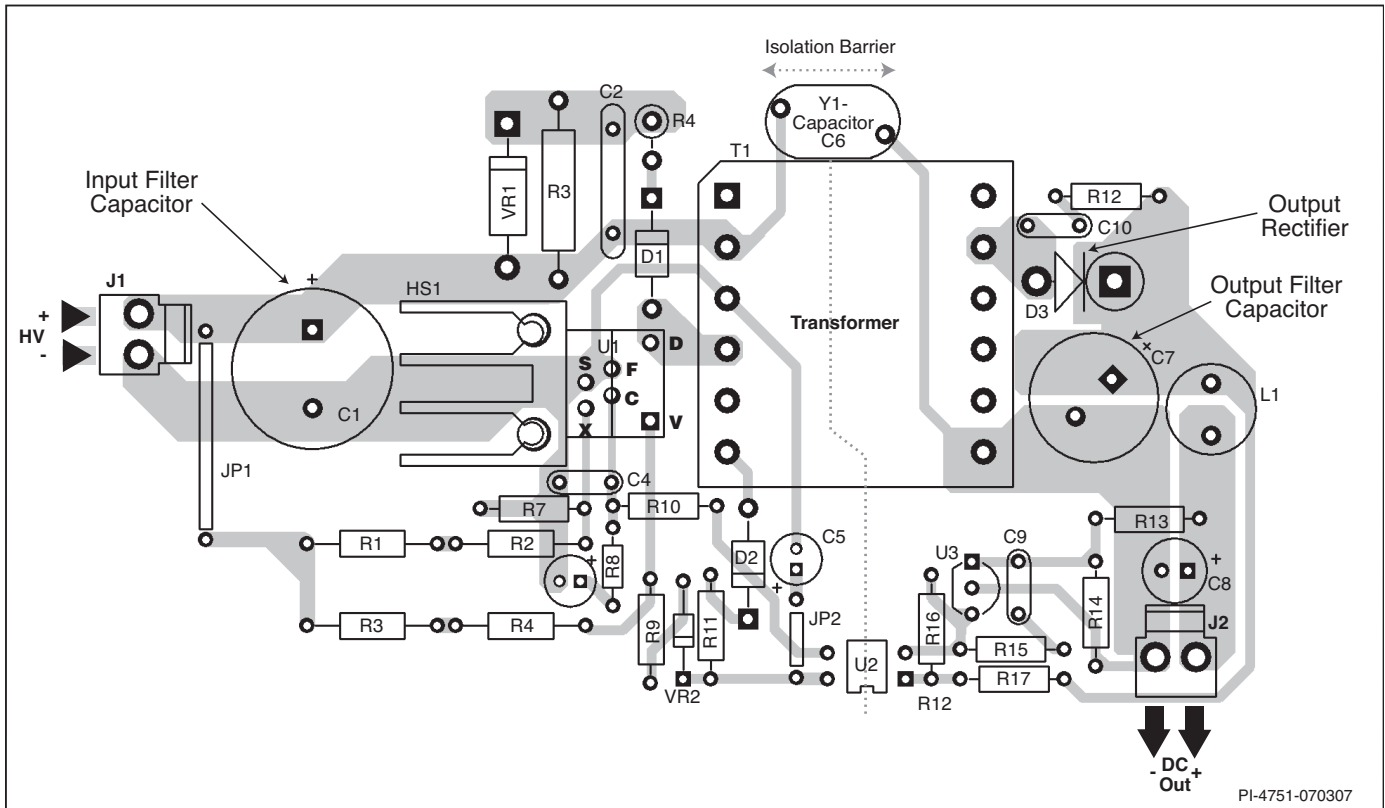 Isolation Barrier
Y1-
Capacitor
C6
C2
R4
T1
Input Filter
Capacitor
VR1
R3
R12
Output
Rectifier
C10
D1
J1
+
HS1
Output Filter
Capacitor
D3
+
HV
-
Transformer
U1
D
S
F
C
X
V
+
C7
C1
L1
JP1
C4
R7
R10
R13
R1
R2
R8
+
D2
C5
+
U3
C9
+
C8
R14
R3
R4
R9
R11
JP2
R16
J2
R15
U2
R17
VR2
R12
- DC +
Out
PI-4751-070307